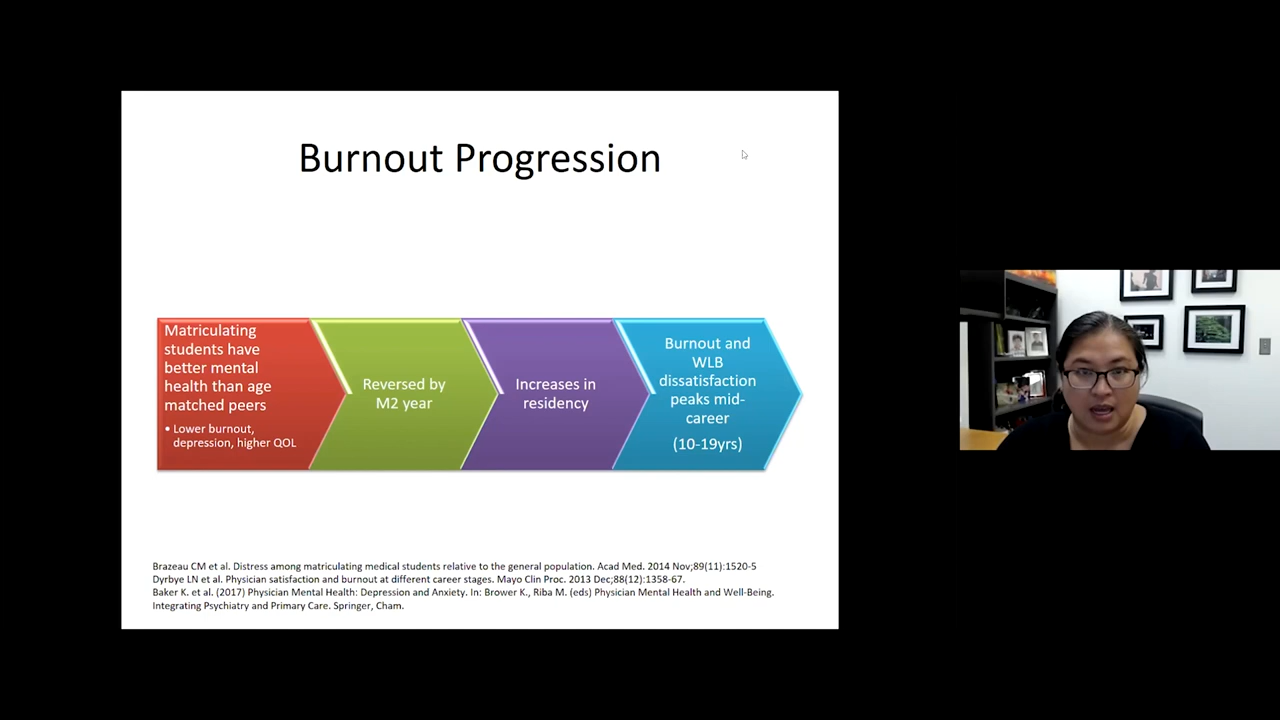 Burnout Progression
Matriculating
students have
better mental
health than age
matched peers
• Lower burnout,
depression, higher QOL
Reversed by
M2 year
Increases in
residency
Burnout and
WLB
dissatisfaction
peaks mid-
career
(10-19yrs)
Brazeau CM et al. Distress among matriculating medical students relative to the general population. Acad Med. 2014 Nov;89(11):1520-5
Dyrbye LN et al. Physician satisfaction and burnout at different career stages. Mayo Clin Proc. 2013 Dec;88(12):1358-67.
Baker K. et al. (2017) Physician Mental Health: Depression and Anxiety. In: Brower K., Riba M. (eds) Physician Mental Health and Well-Being.
Integrating Psychiatry and Primary Care. Springer, Cham.